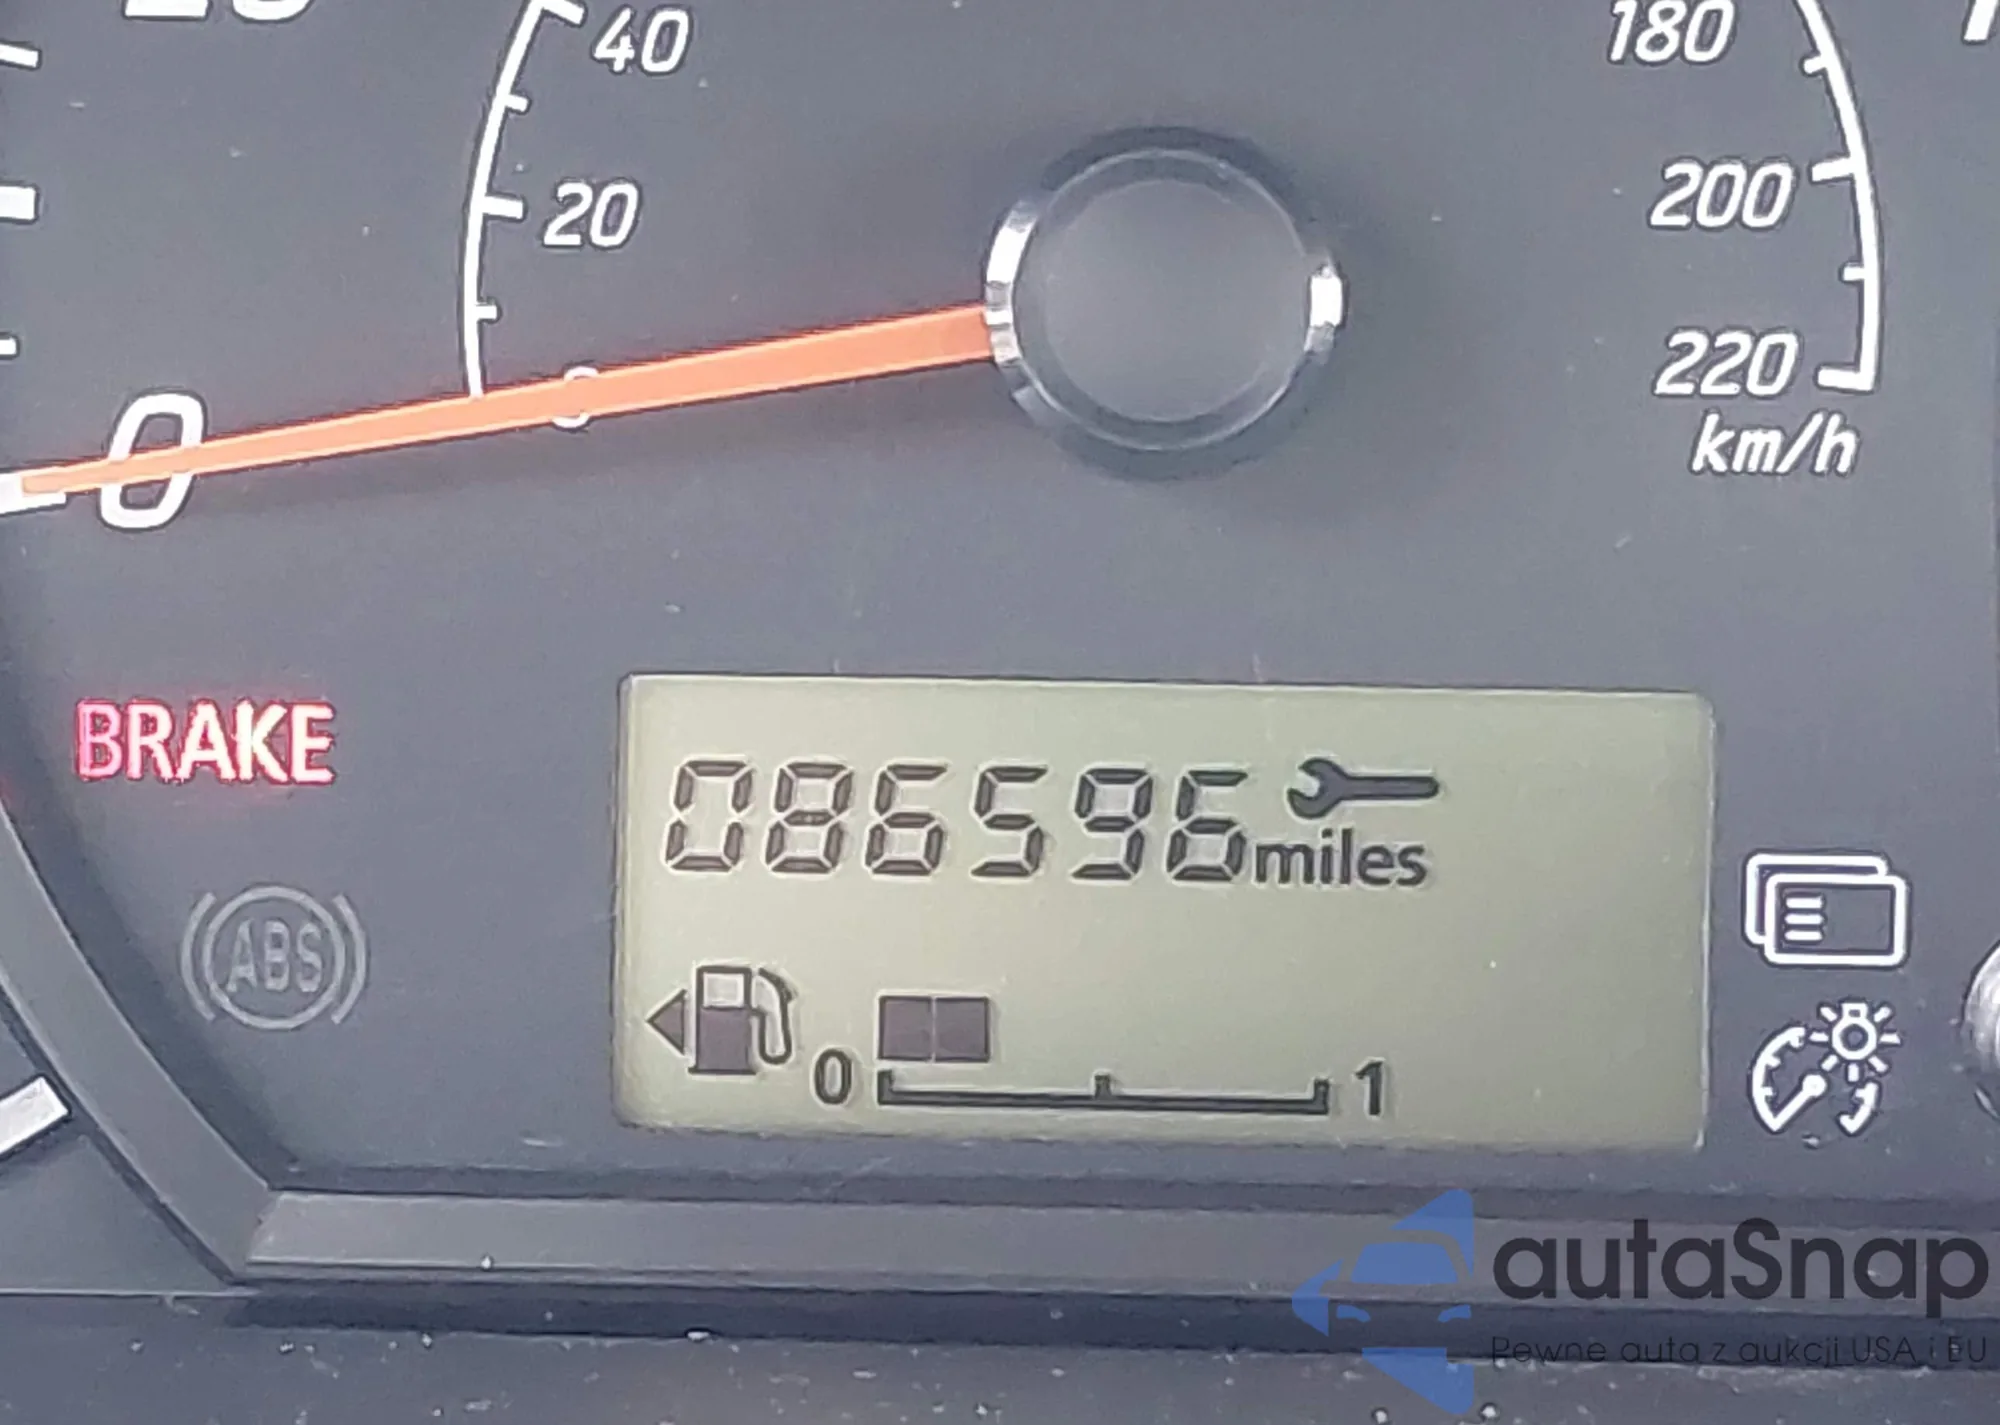 40
20
0
0
180
200
220
km/h
BRAKE
ABS
086596 miles
0 1
autaSnap
Pewne auta z aukcji USA i EU